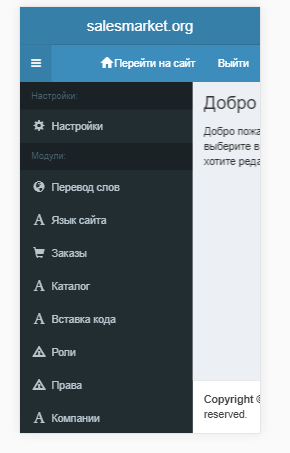 salesmarket.org
Перейти на сайт Выйти
Настройки:
Настройки
Модули:
Перевод слов
Язык сайта
Заказы
Каталог
Вставка кода
Роли
Права
Компании
Добро
Добро пожа
выберите в
хотите реда
Copyright ©
reserved.